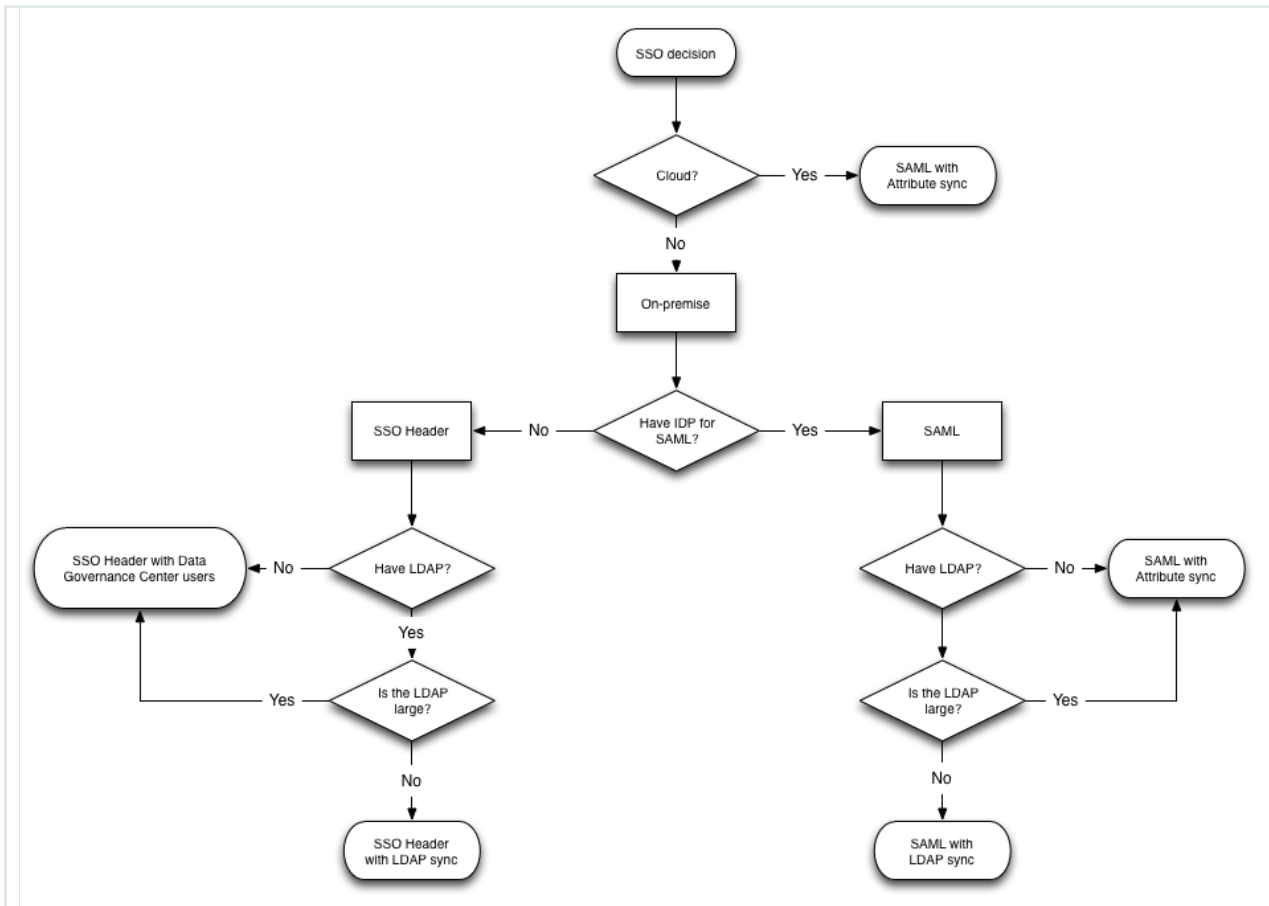 SSO decision
Cloud?
Yes
SAML with
Attribute sync
No
On-premise
SSO Header
No
Have IDP for
SAML?
Yes
SAML
SSO Header with Data
Governance Center users
No
Have LDAP?
Have LDAP?
No
SAML with
Attribute sync
Yes
Yes
Is the LDAP
large?
Is the LDAP
large?
Yes
No
No
SSO Header
with LDAP sync
SAML with
LDAP sync